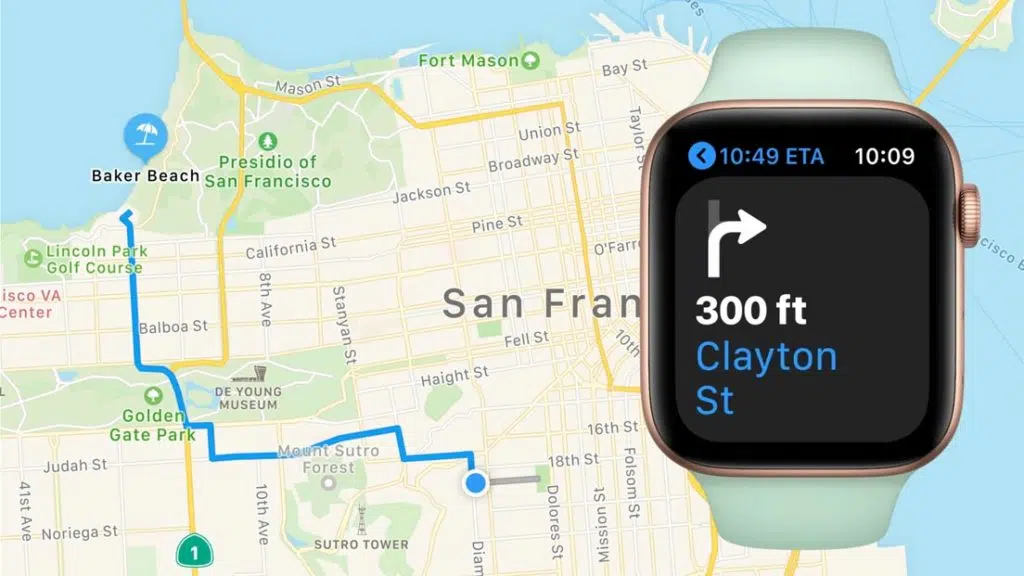 Fort Mason
Bay St
Mason St
Taylor St
Union St
Broadway St
Baker Beach
Presidio of
San Francisco
Jackson St
Pine St
California St
O'Farre
Lincoln Park
Golf Course
8th Ave
isco VA
Center
Stanyan St
San Fran
Balboa St
Fell St
10th
Haight St
DE YOUNG
MUSEUM
Golden
Gate Park
16th St
Mount Sutro
Forest
18th St
Judah St
41st Ave
10th Ave
Dolores St
Mission St
Folsom St
Noriega St
SUTRO TOWER
Diam
1
cisco B
10:49 ETA
10:09
300 ft
Clayton
St